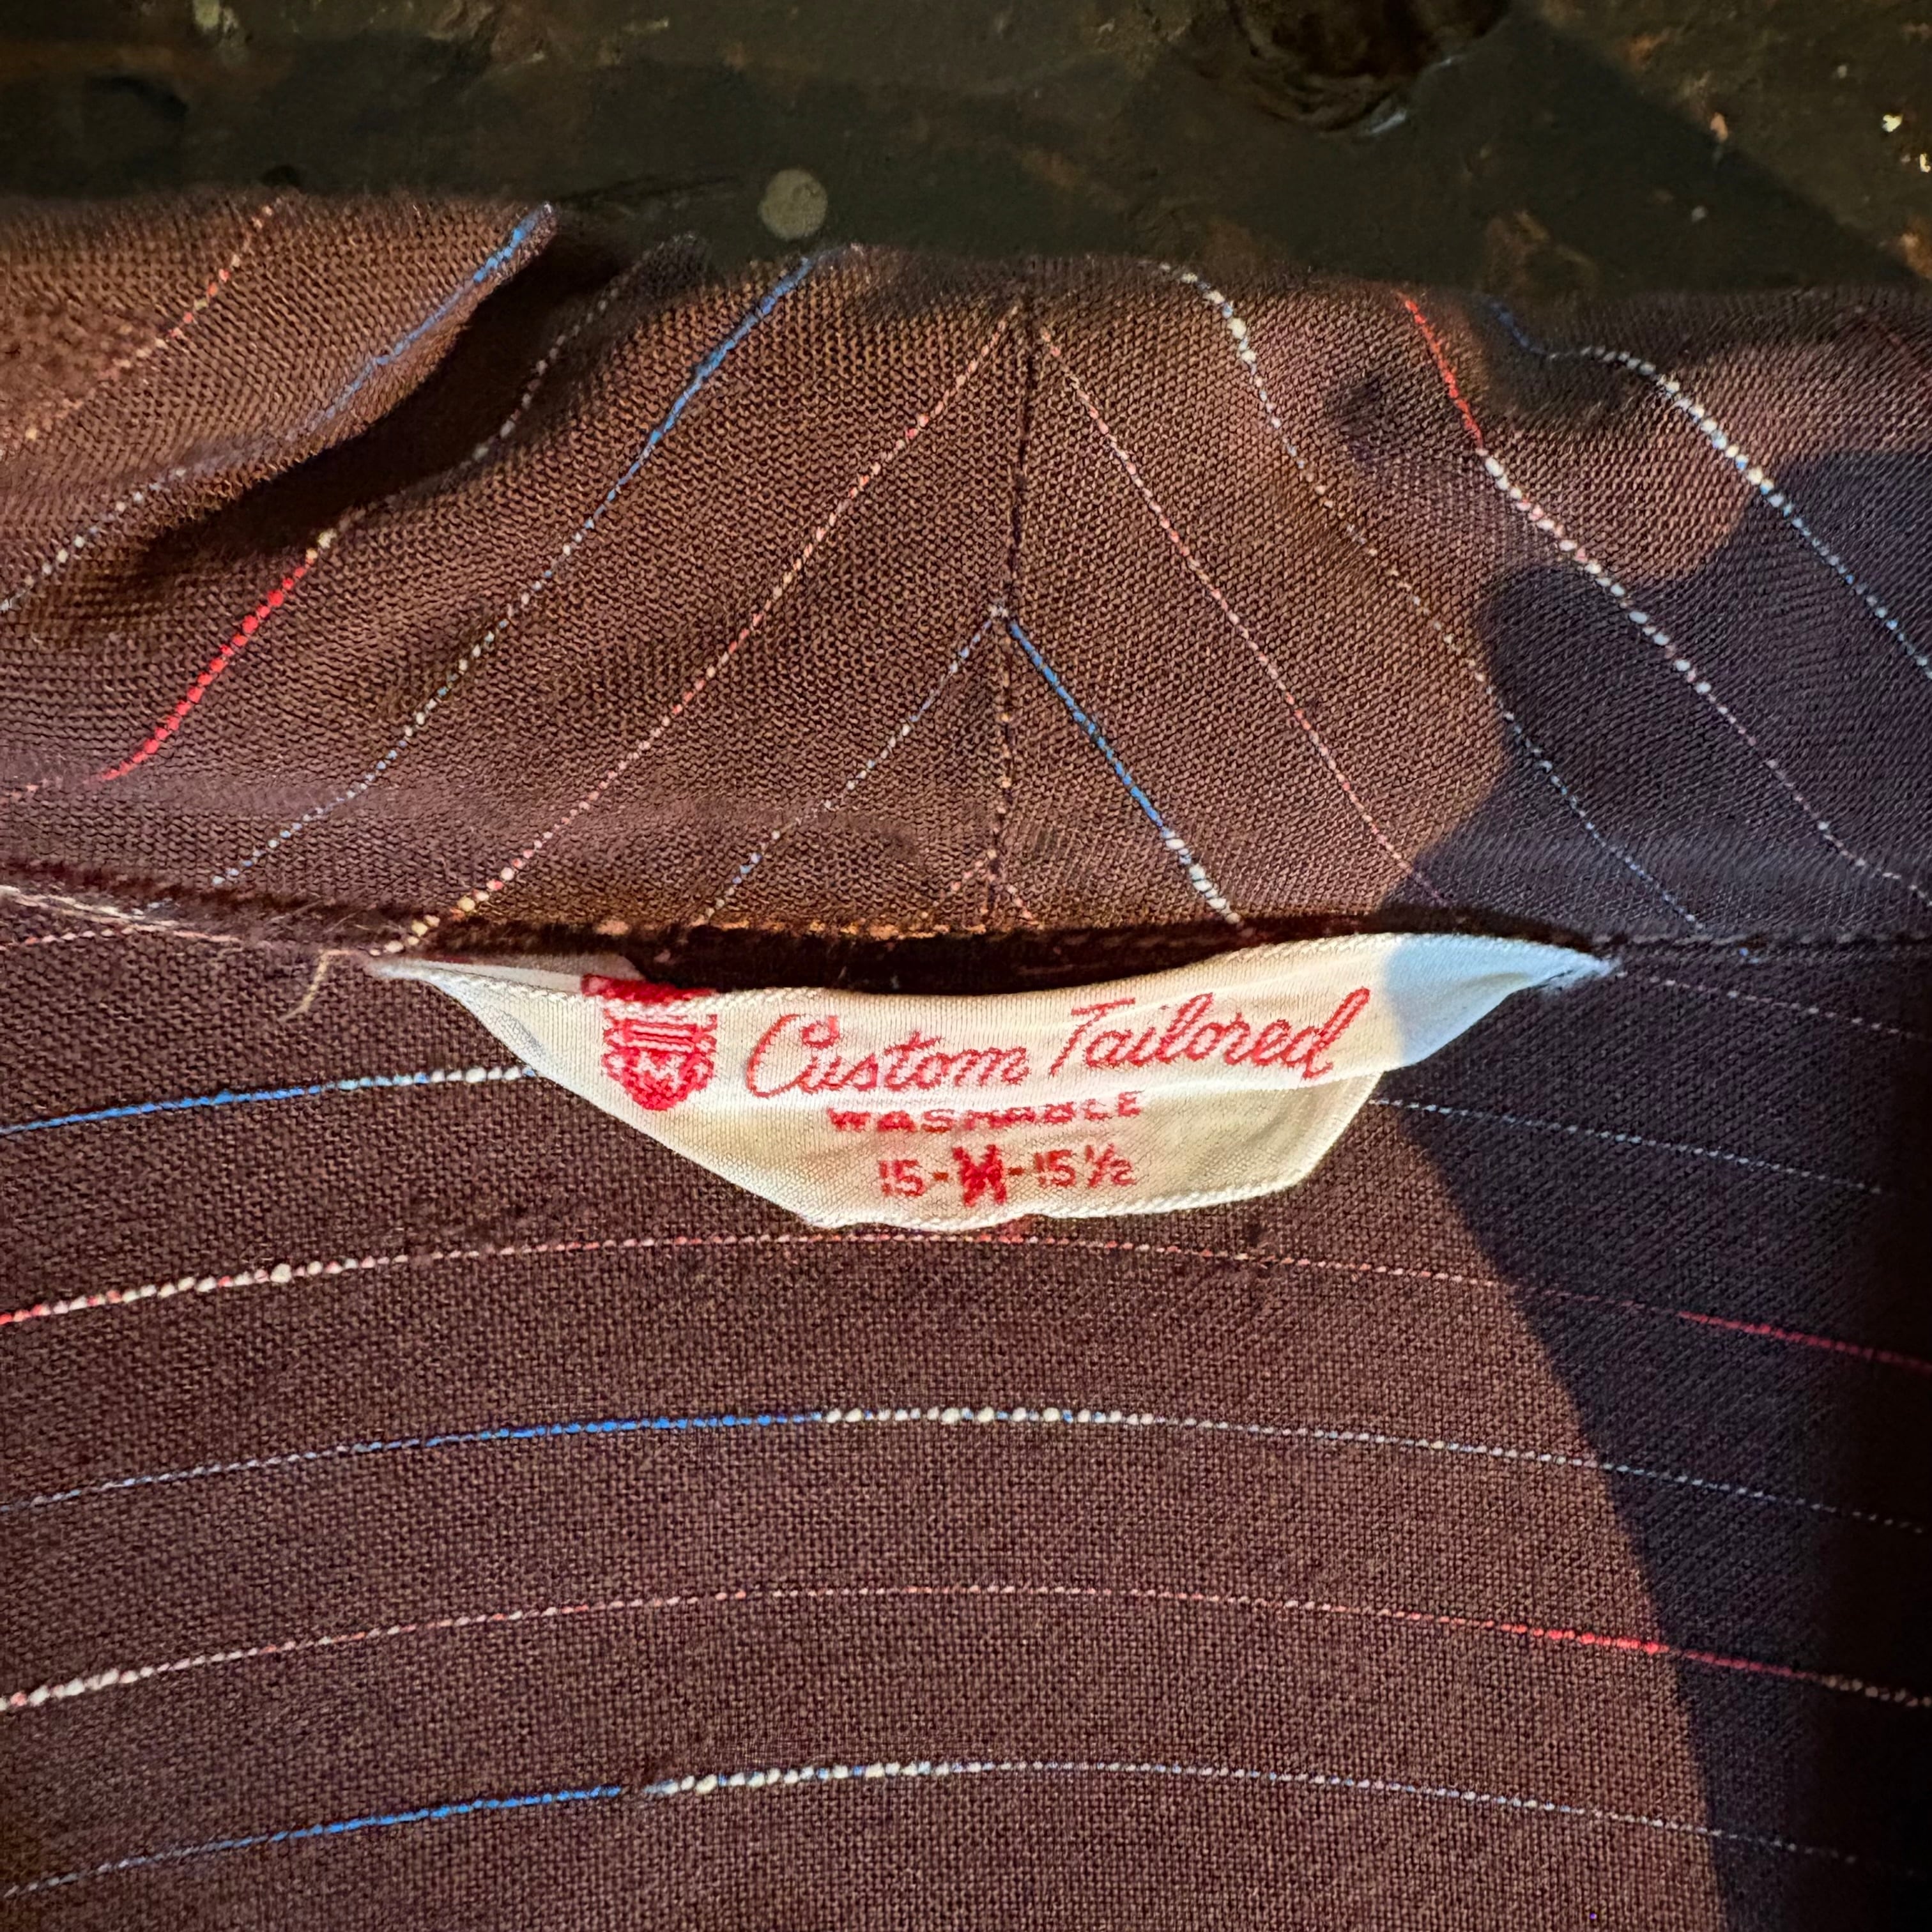 Custom Tailored
WASHABLE
15-M-15½